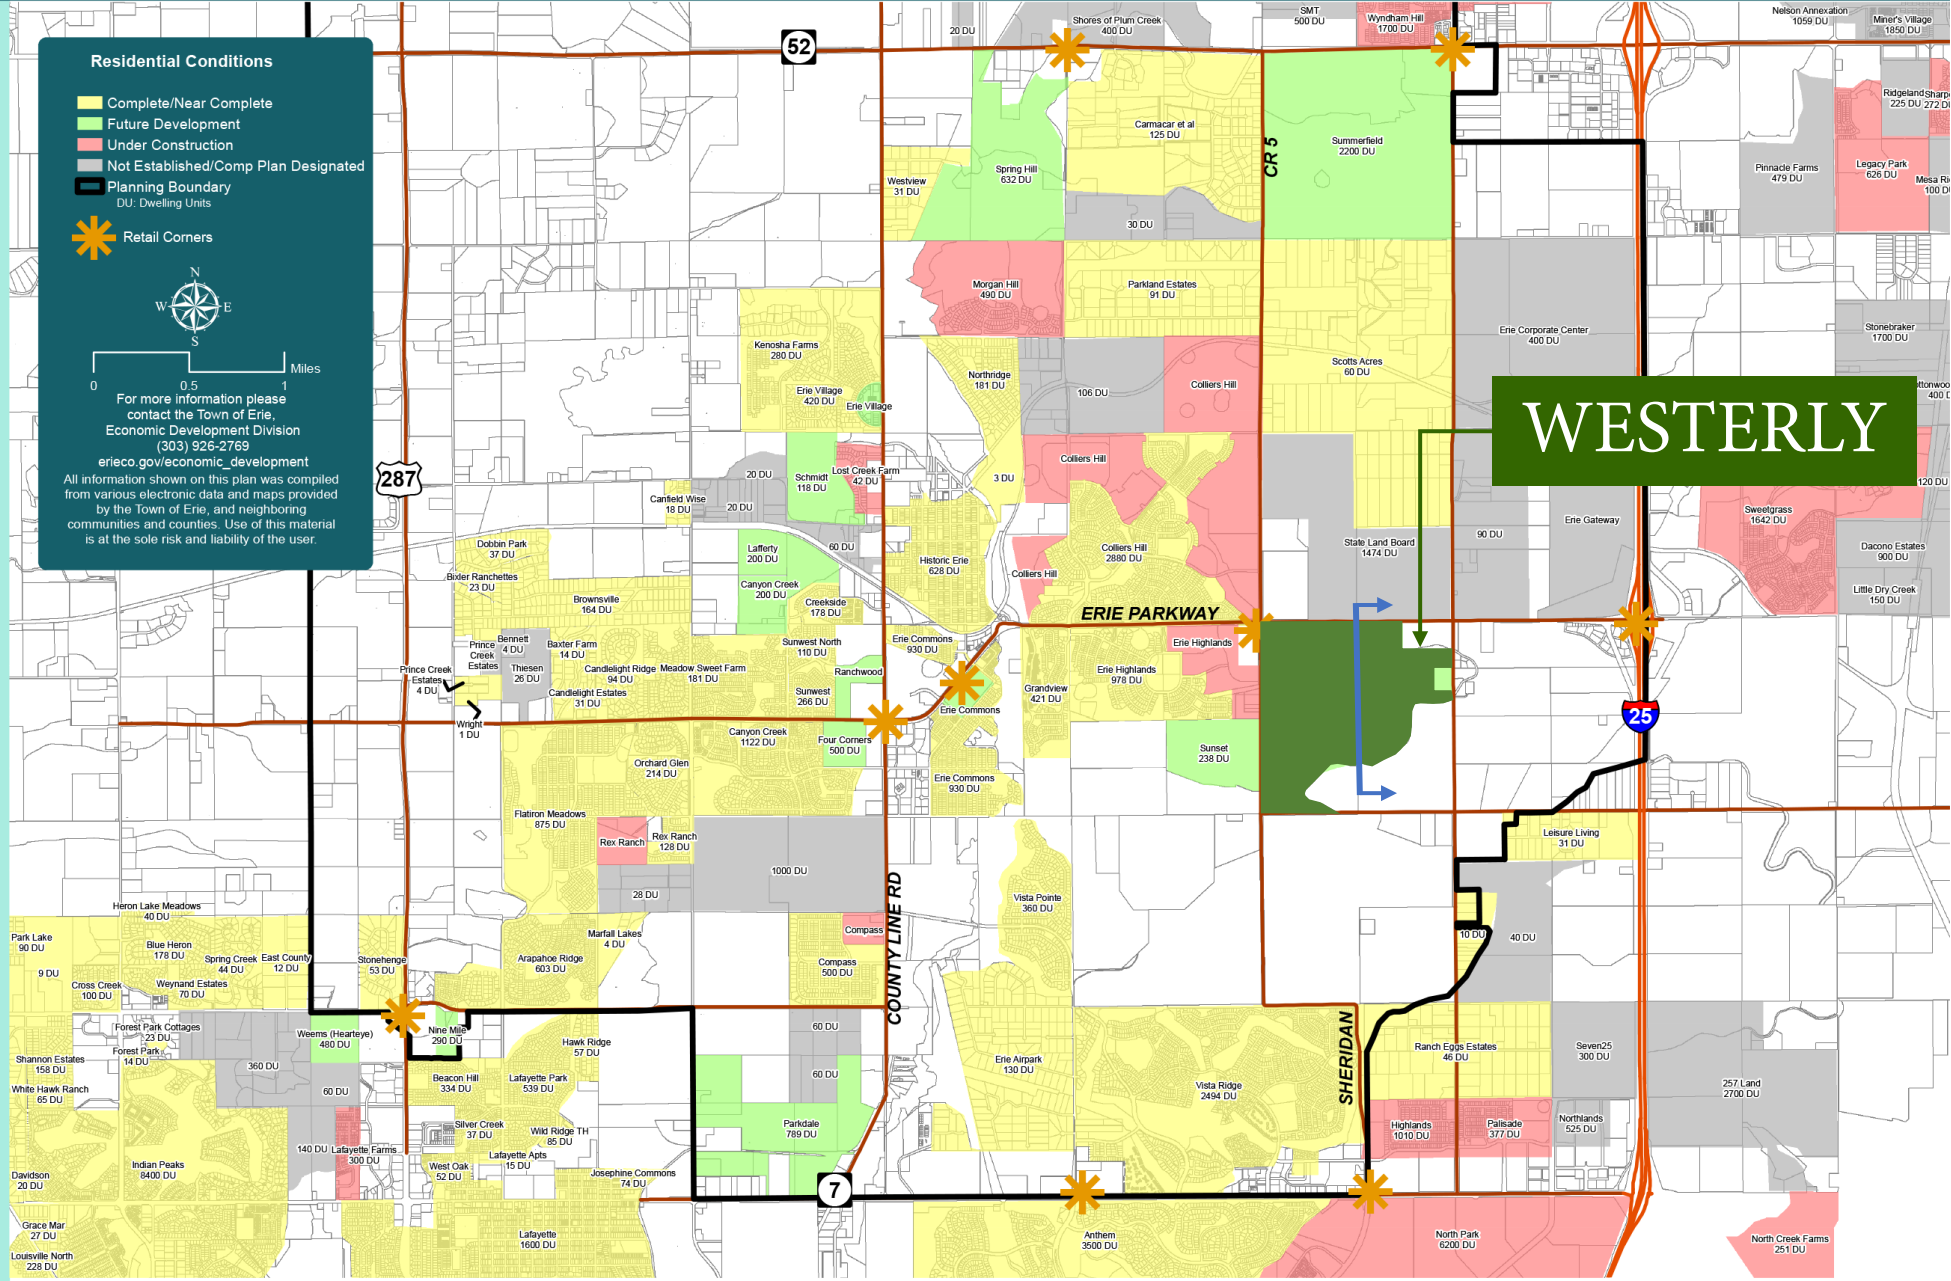 Residential Conditions
Complete/Near Complete
Future Development
Under Construction
Not Established/Comp Plan Designated
Planning Boundary
DU: Dwelling Units
Retail Corners
N
W
E
S
Miles
0
0.5
1
For more information please
contact the Town of Erie,
Economic Development Division
(303) 926-2769
erieco.gov/economic_development
All information shown on this plan was compiled
from various electronic data and maps provided
by the Town of Erie, and neighboring
communities and counties. Use of this material
is at the sole risk and liability of the user.
52
20 DU
Shores of Plum Creek
400 DU
SMT
500 DU
Wyndham Hill
1700 DU
Nelson Annexation
1059 DU
Miner's Village
1850 DU
Ridgeland
225 DU
Sharp
272 D
Carmacar et al
125 DU
CR 5
Summerfield
2200 DU
Spring Hill
632 DU
Westview
31 DU
Pinnacle Farms
479 DU
Legacy Park
626 DU
100 D
30 DU
Morgan Hill
490 DU
Parkland Estates
91 DU
Erie Corporate Center
400 DU
Stonebraker
1700 DU
Kenosha Farms
280 DU
Erie Village
420 DU
Erie Village
Northridge
181 DU
Scotts Acres
60 DU
106 DU
Colliers Hill
400 D
WESTERLY
287
20 DU
Schmidt
118 DU
Lost Creek Farm
42 DU
Colliers Hill
3 DU
120 DU
Canfield Wise
18 DU
20 DU
Sweetgrass
1642 DU
Erie Gateway
90 DU
Dobbin Park
37 DU
Lafferty
200 DU
60 DU
Historic Erie
628 DU
Colliers Hill
2880 DU
State Land Board
1474 DU
Dacono Estates
900 DU
Bixler Ranchettes
23 DU
Canyon Creek
200 DU
Colliers Hill
Little Dry Creek
150 DU
Brownsville
164 DU
Creekside
178 DU
ERIE PARKWAY
Prince
Creek
Estates
Bennett
4 DU
Baxter Farm
14 DU
Sunwest North
110 DU
Erie Commons
930 DU
Erie Highlands
Prince Creek
Estates
4 DU
Thiesen
26 DU
Candlelight Ridge
94 DU
Meadow Sweet Farm
181 DU
Ranchwood
Erie Highlands
978 DU
Candlelight Estates
31 DU
Sunwest
266 DU
Grandview
421 DU
Erie Commons
25
Wright
1 DU
Canyon Creek
1122 DU
Four Corners
500 DU
Sunset
238 DU
Orchard Glen
214 DU
Erie Commons
930 DU
Flatiron Meadows
875 DU
Rex Ranch
Rex Ranch
128 DU
Leisure Living
31 DU
1000 DU
28 DU
COUNTY LINE RD
Vista Pointe
360 DU
Heron Lake Meadows
40 DU
Park Lake
90 DU
Blue Heron
178 DU
Marfall Lakes
4 DU
Compass
10 DU
40 DU
Spring Creek
44 DU
East County
12 DU
Stonehenge
53 DU
Arapahoe Ridge
603 DU
Compass
500 DU
9 DU
Cross Creek
100 DU
Weynand Estates
70 DU
Forest Park Cottages
23 DU
Weems (Hearteye)
480 DU
Nine Mile
290 DU
Hawk Ridge
57 DU
60 DU
SHERIDAN
Ranch Eggs Estates
46 DU
Seven25
300 DU
Forest Park
14 DU
Shannon Estates
158 DU
360 DU
Erie Airpark
130 DU
60 DU
Vista Ridge
2494 DU
257 Land
2700 DU
White Hawk Ranch
65 DU
60 DU
Beacon Hill
334 DU
Lafayette Park
539 DU
Silver Creek
37 DU
Wild Ridge TH
85 DU
Parkdale
789 DU
Highlands
1010 DU
Palisade
377 DU
Northlands
525 DU
140 DU
Lafayette Farms
300 DU
Indian Peaks
8400 DU
Davidson
20 DU
West Oak
52 DU
Lafayette Apts
15 DU
Josephine Commons
74 DU
7
Grace Mar
27 DU
Lafayette
1600 DU
Anthem
3500 DU
North Park
6200 DU
North Creek Farms
251 DU
Louisville North
228 DU